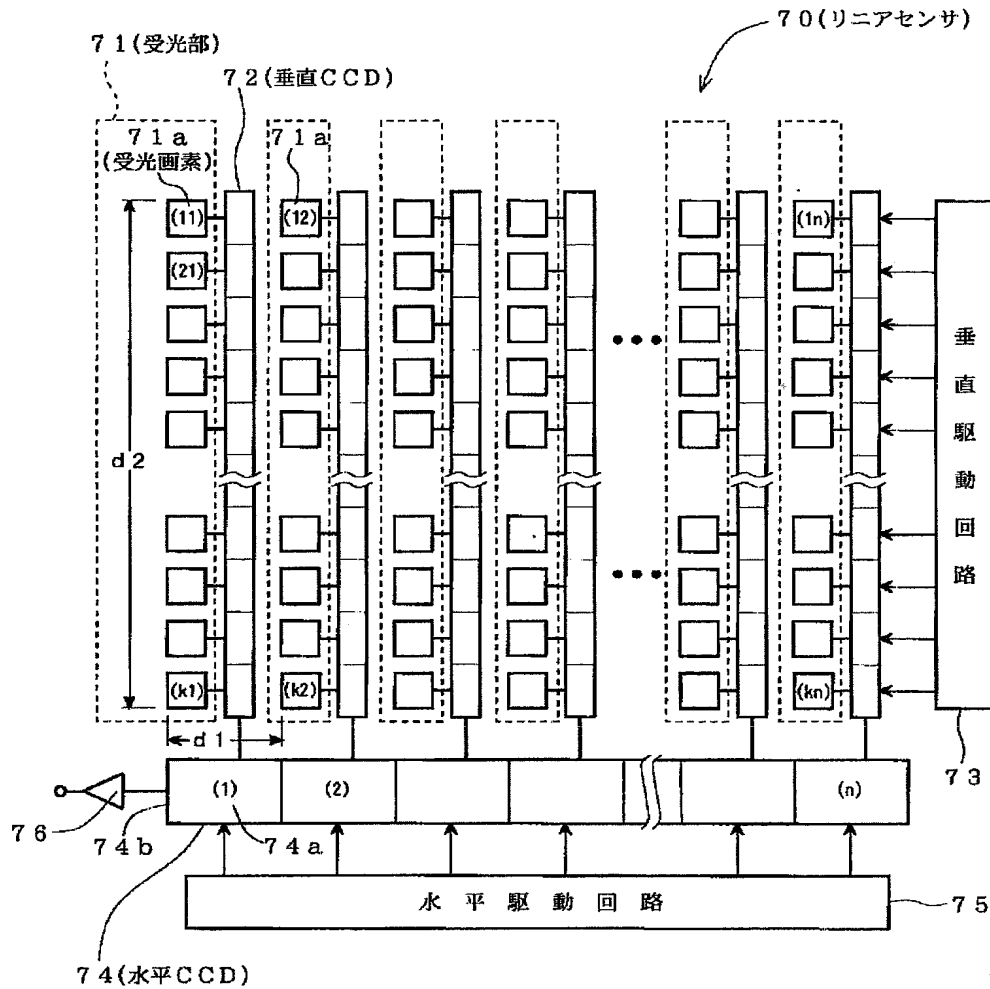 70(リニアセンサ)
71(受光部)
72(垂直CCD)
71a
(受光画素)
71a
(11)
(12)
(1n)
(21)
垂直駆動回路
d2
(k1)
(k2)
(kn)
d1
73
(1)
(2)
(n)
76
74b
74a
水平駆動回路
75
74(水平CCD)